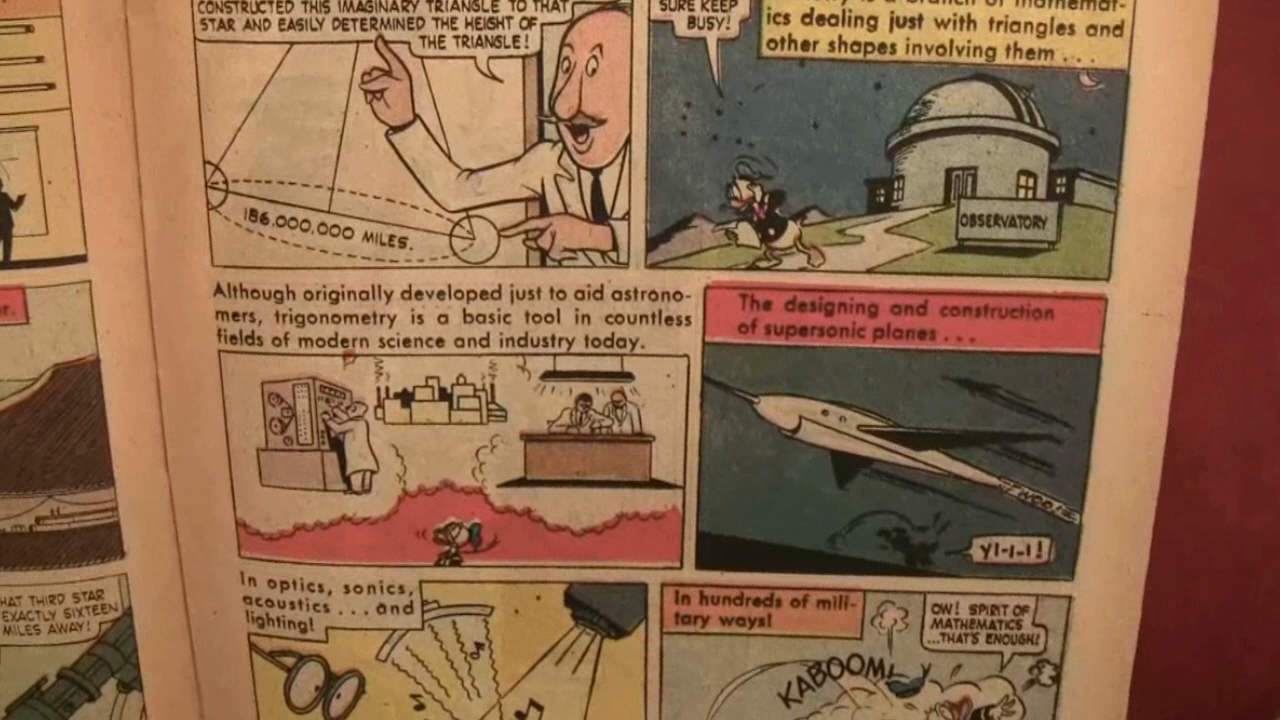 CONSTRUCTED THIS IMAGINARY TRIANGLE TO THAT
STAR AND EASILY DETERMINED THE HEIGHT OF
THE TRIANGLE!
186,000,000 MILES.
SURE KEEP
BUSY!
is a branch of mathemat-
ics dealing just with triangles and
other shapes involving them . . .
OBSERVATORY
Although originally developed just to aid astrono-
mers, trigonometry is a basic tool in countless
fields of modern science and industry today.
The designing and construction
of supersonic planes . . .
YI-I-I!
HAT THIRD STAR
EXACTLY SIXTEEN
MILES AWAY!
In optics, sonics,
acoustics . . . and
lighting!
In hundreds of mili-
tary ways!
OW! SPIRIT OF
MATHEMATICS
...THAT'S ENOUGH!
KABOOM!